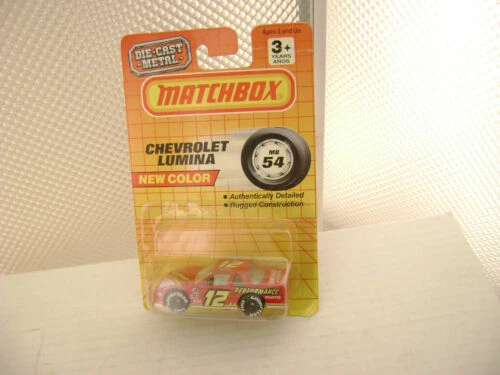 DIE-CAST
METAL
Ages 3 and Up
3+
YEARS
AÑOS
MATCHBOX
CHEVROLET
LUMINA
NEW COLOR
MB
54
■ Authentically Detailed
■ Rugged Construction
12
12
PERFORMANCE
PARTS